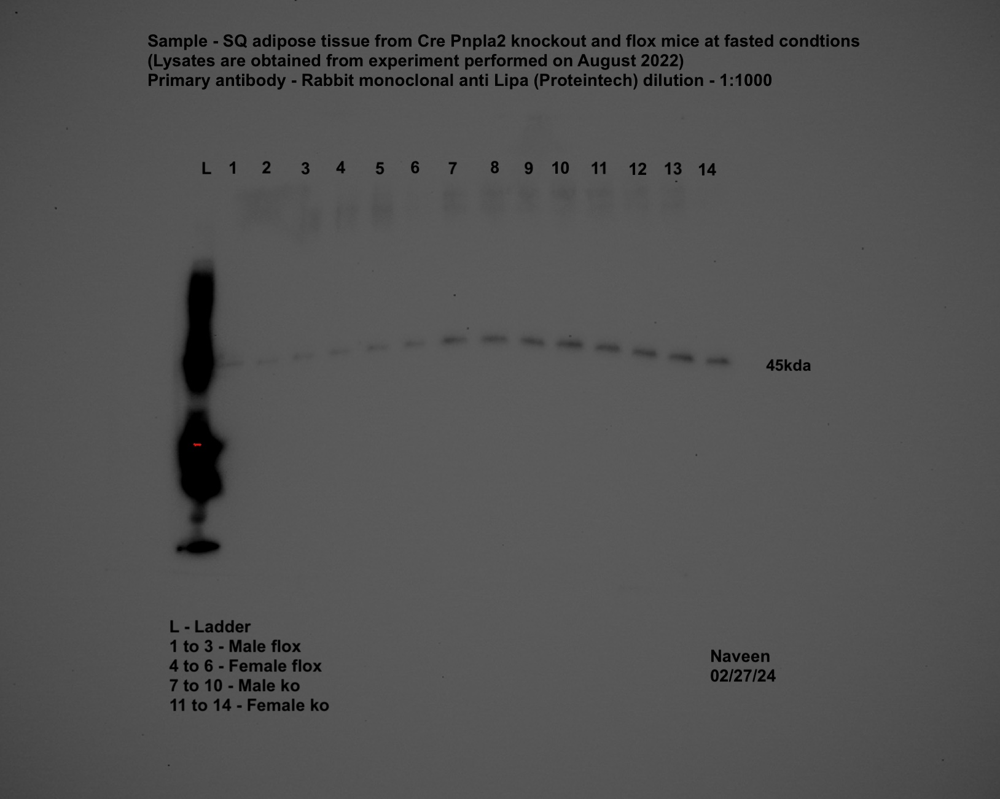 Sample - SQ adipose tissue from Cre Pnpla2 knockout and flox mice at fasted condtions
(Lysates are obtained from experiment performed on August 2022)
Primary antibody - Rabbit monoclonal anti Lipa (Proteintech) dilution - 1:1000
L 1 2 3 4 5 6 7 8 9 10 11 12 13 14
45kda
L - Ladder
1 to 3 - Male flox
4 to 6 - Female flox
7 to 10 - Male ko
11 to 14 - Female ko
Naveen
02/27/24